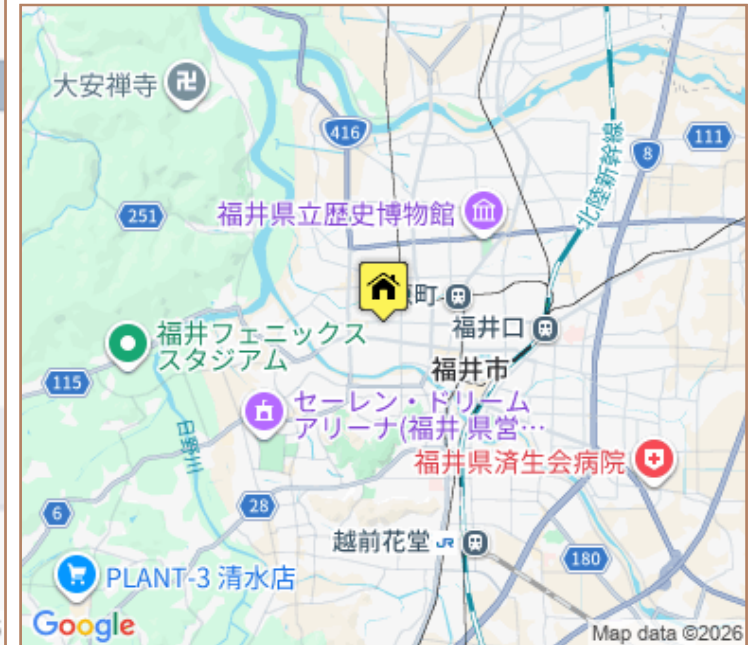 大安禅寺
416
111
8
北陸新幹線
251
福井県立歴史博物館
原町
福井口
福井フェニックス
スタジアム
福井市
115
セーレン・ドリーム
アリーナ(福井県営…
日野川
福井県済生会病院
6
28
越前花堂 JR
180
PLANT-3 清水店
Google
Map data ©2026